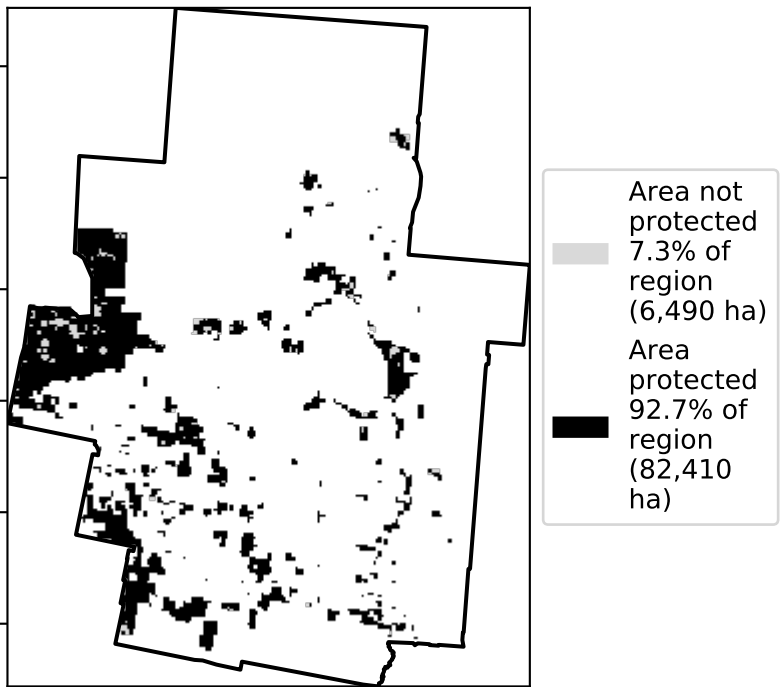 Area not
protected
7.3% of
region
(6,490 ha)
Area
protected
92.7% of
region
(82,410
ha)